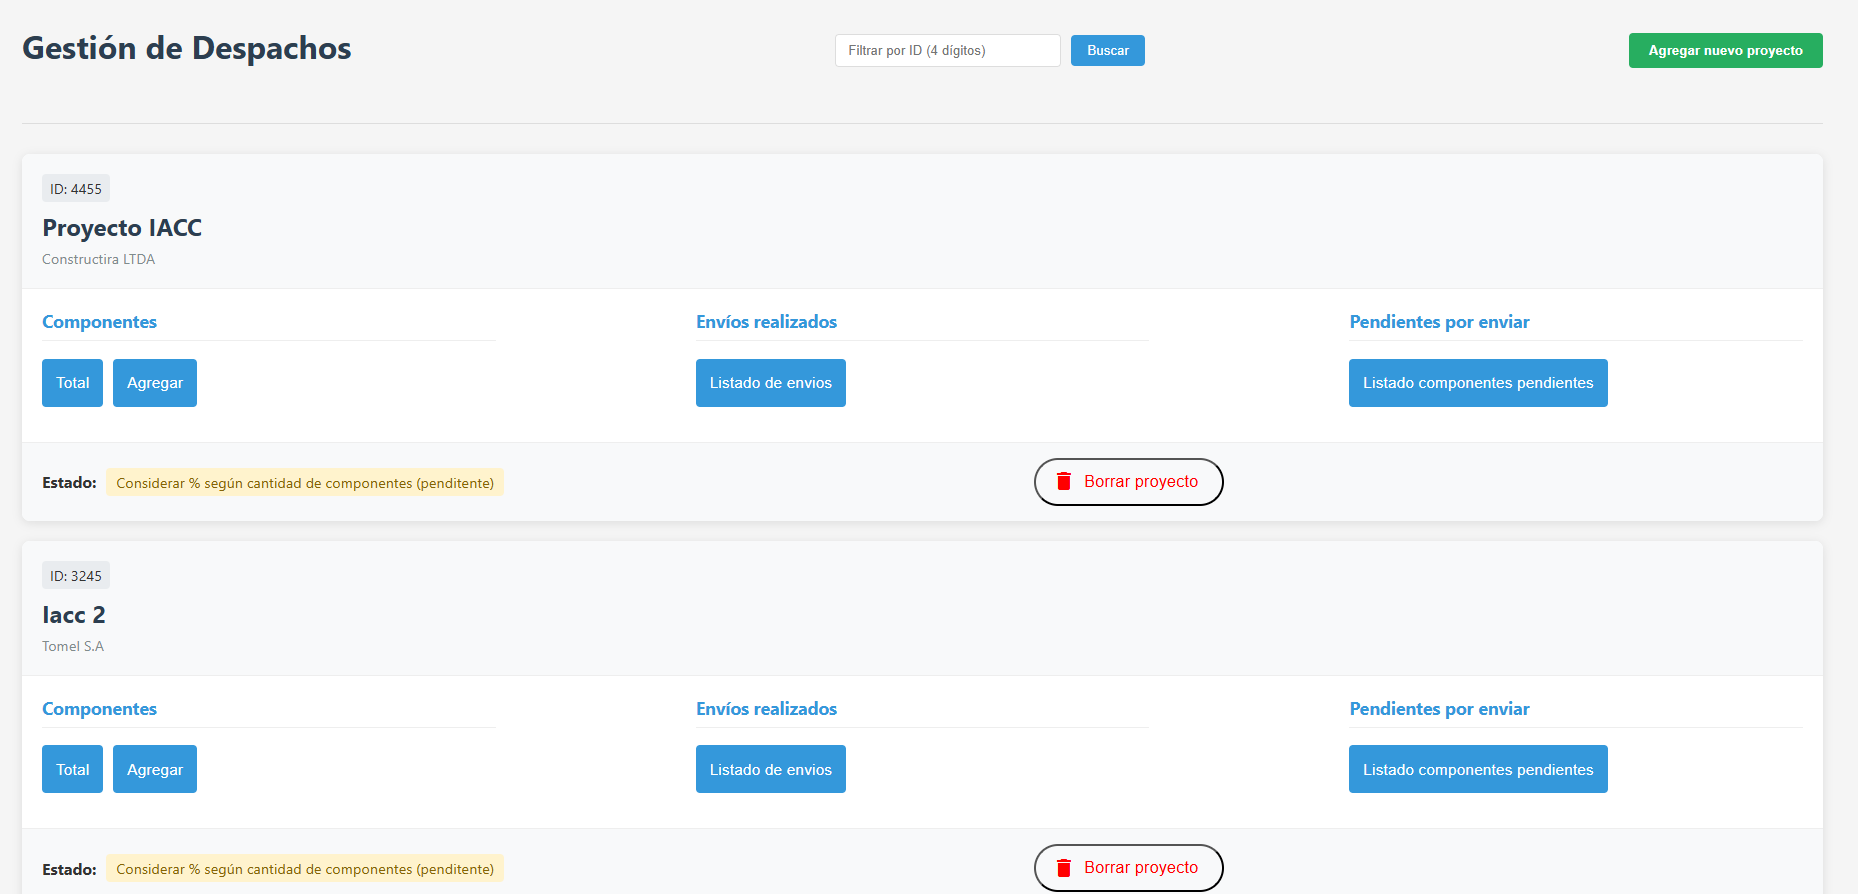 Gestión de Despachos
Filtrar por ID (4 dígitos)
Buscar
Agregar nuevo proyecto
ID: 4455
Proyecto IACC
Constructira LTDA
Componentes
Total
Agregar
Envíos realizados
Listado de envios
Pendientes por enviar
Listado componentes pendientes
Estado:
Considerar % según cantidad de componentes (penditente)
Borrar proyecto
ID: 3245
Iacc 2
Tomel S.A
Componentes
Total
Agregar
Envíos realizados
Listado de envios
Pendientes por enviar
Listado componentes pendientes
Estado:
Considerar % según cantidad de componentes (penditente)
Borrar proyecto